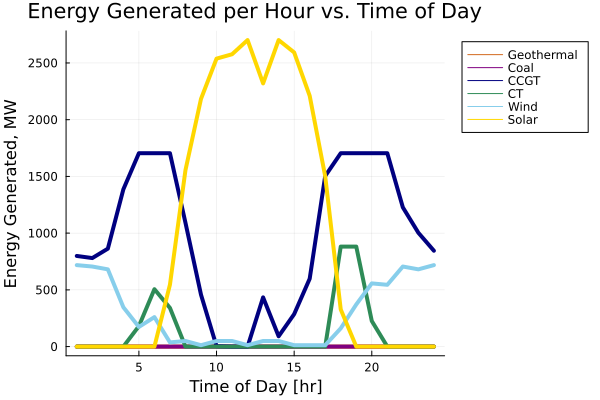 Energy Generated per Hour vs. Time of Day
Energy Generated, MW
2500
2000
1500
1000
500
0
5
10
15
20
Time of Day [hr]
Geothermal
Coal
CCGT
CT
Wind
Solar